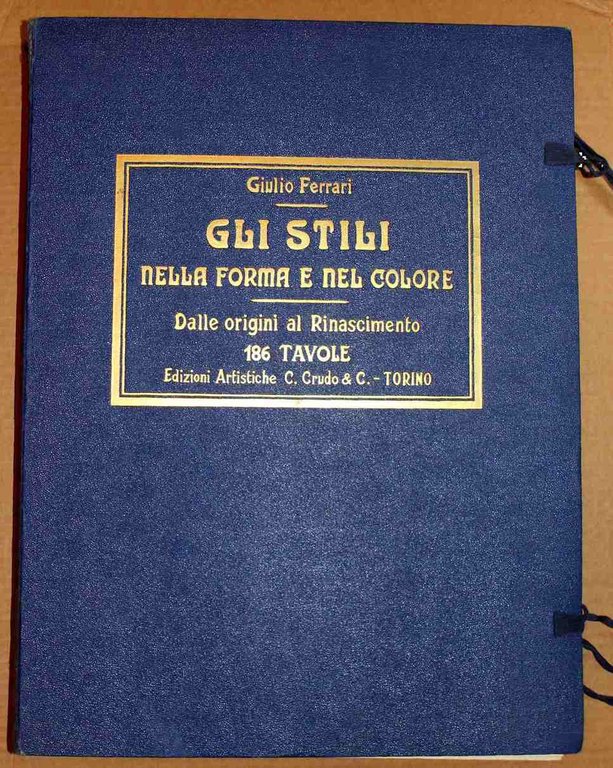 Giulio Ferrari
GLI STILI
NELLA FORMA E NEL COLORE
Dalle origini al Rinascimento
186 TAVOLE
Edizioni Artistiche C. Crudo & C. - TORINO